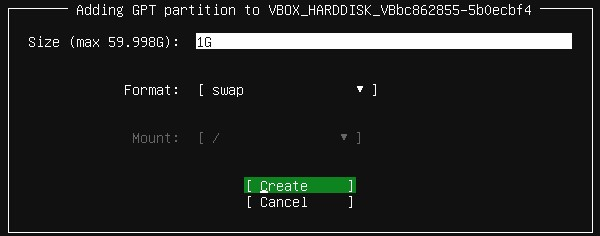 Adding GPT partition to VBOX_HARDDISK_VBbc862855-5b0ecbf4
Size (max 59.998G): 1G
Format: [ swap ▼ ]
Mount: [ / ▼ ]
[ Create ]
[ Cancel ]